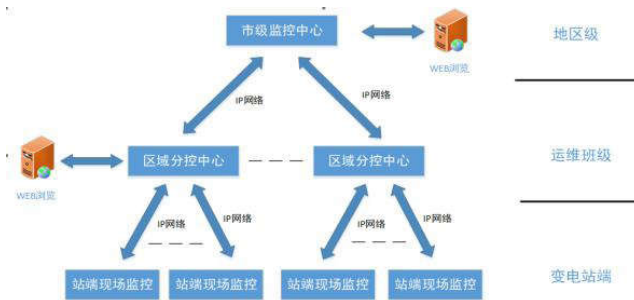 市级监控中心
WEB浏览
地区级
IP网络
IP网络
WEB浏览
区域分控中心
区域分控中心
运维班级
IP网络
IP网络
IP网络
IP网络
站端现场监控
站端现场监控
站端现场监控
站端现场监控
变电站端